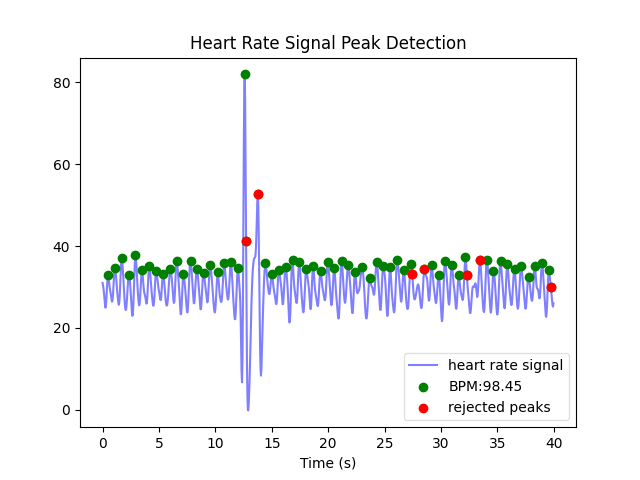 Heart Rate Signal Peak Detection
80
60
40
20
0
heart rate signal
BPM:98.45
rejected peaks
0 5 10 15 20 25 30 35 40
Time (s)